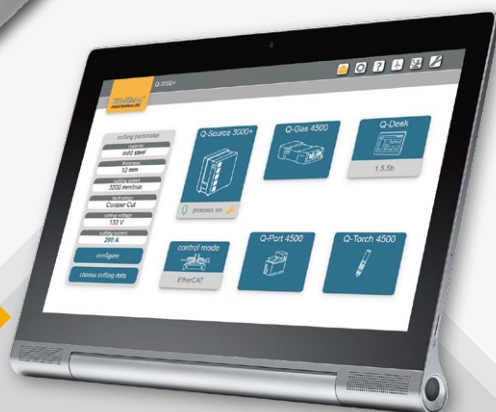 Q-3000+
cutting parameter
material
mild steel
thickness
12 mm
cutting speed
3200 mm/min
technology
Contour Cut
cutting voltage
133 V
cutting current
200 A
configure
choose cutting data
Q-Source 3000+
process on
Q-Gas 4500
Q-Desk
1.5.5b
control mode
EtherCAT
Q-Port 4500
Q-Torch 4500
?